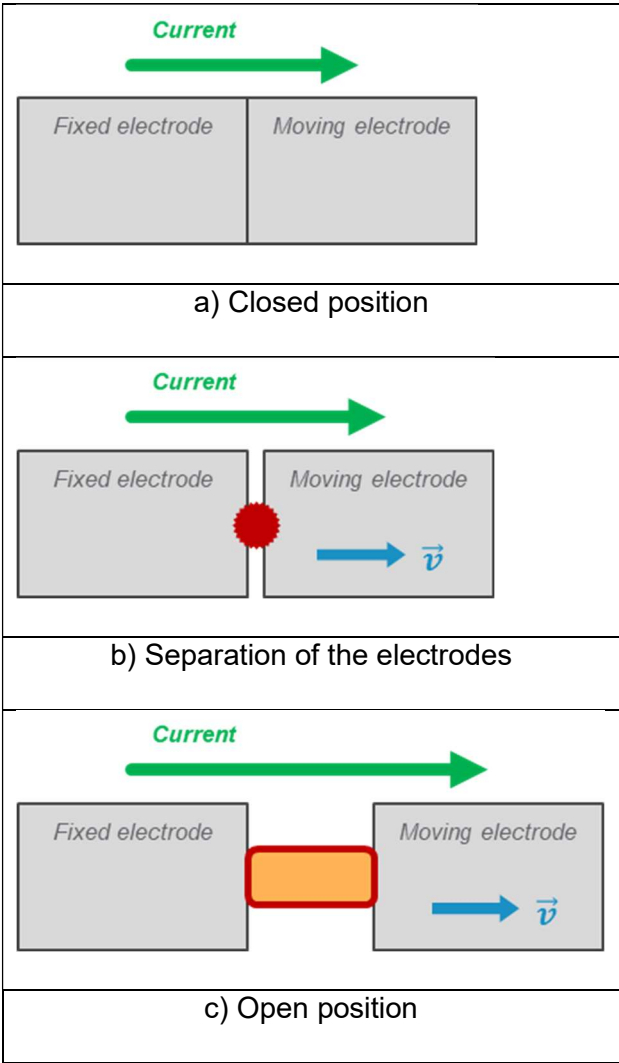 Current
Fixed electrode Moving electrode
a) Closed position
Current
Fixed electrode Moving electrode
v⃗
b) Separation of the electrodes
Current
Fixed electrode Moving electrode
v⃗
c) Open position